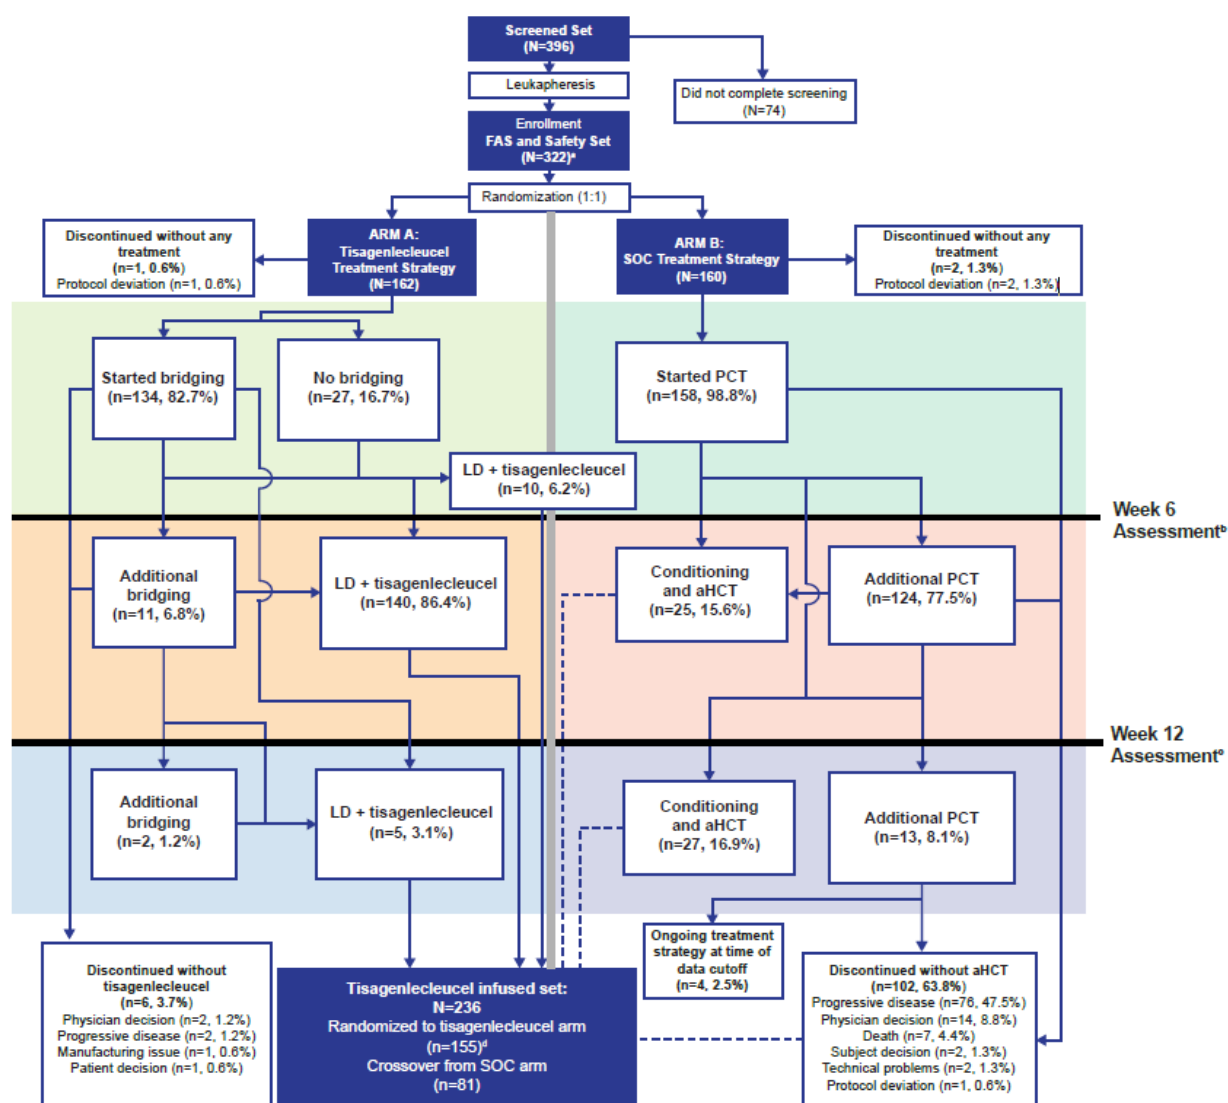 Screened Set
(N=396)
Leukapheresis
Did not complete screening
(N=74)
Enrollment
FAS and Safety Set
(N=322)ᵃ
Randomization (1:1)
Discontinued without any
treatment
(n=1, 0.6%)
Protocol deviation (n=1, 0.6%)
ARM A:
Tisagenlecleucel
Treatment Strategy
(N=162)
ARM B:
SOC Treatment Strategy
(N=160)
Discontinued without any
treatment
(n=2, 1.3%)
Protocol deviation (n=2, 1.3%)
Started bridging
(n=134, 82.7%)
No bridging
(n=27, 16.7%)
Started PCT
(n=158, 98.8%)
LD + tisagenlecleucel
(n=10, 6.2%)
Week 6
Assessmentᵇ
Additional
bridging
(n=11, 6.8%)
LD + tisagenlecleucel
(n=140, 86.4%)
Conditioning
and aHCT
(n=25, 15.6%)
Additional PCT
(n=124, 77.5%)
Week 12
Assessmentᶜ
Additional
bridging
(n=2, 1.2%)
LD + tisagenlecleucel
(n=5, 3.1%)
Conditioning
and aHCT
(n=27, 16.9%)
Additional PCT
(n=13, 8.1%)
Discontinued without
tisagenlecleucel
(n=6, 3.7%)
Physician decision (n=2, 1.2%)
Progressive disease (n=2, 1.2%)
Manufacturing issue (n=1, 0.6%)
Patient decision (n=1, 0.6%)
Tisagenlecleucel infused set:
N=236
Randomized to tisagenlecleucel arm
(n=155)ᵈ
Crossover from SOC arm
(n=81)
Ongoing treatment
strategy at time of
data cutoff
(n=4, 2.5%)
Discontinued without aHCT
(n=102, 63.8%)
Progressive disease (n=76, 47.5%)
Physician decision (n=14, 8.8%)
Death (n=7, 4.4%)
Subject decision (n=2, 1.3%)
Technical problems (n=2, 1.3%)
Protocol deviation (n=1, 0.6%)